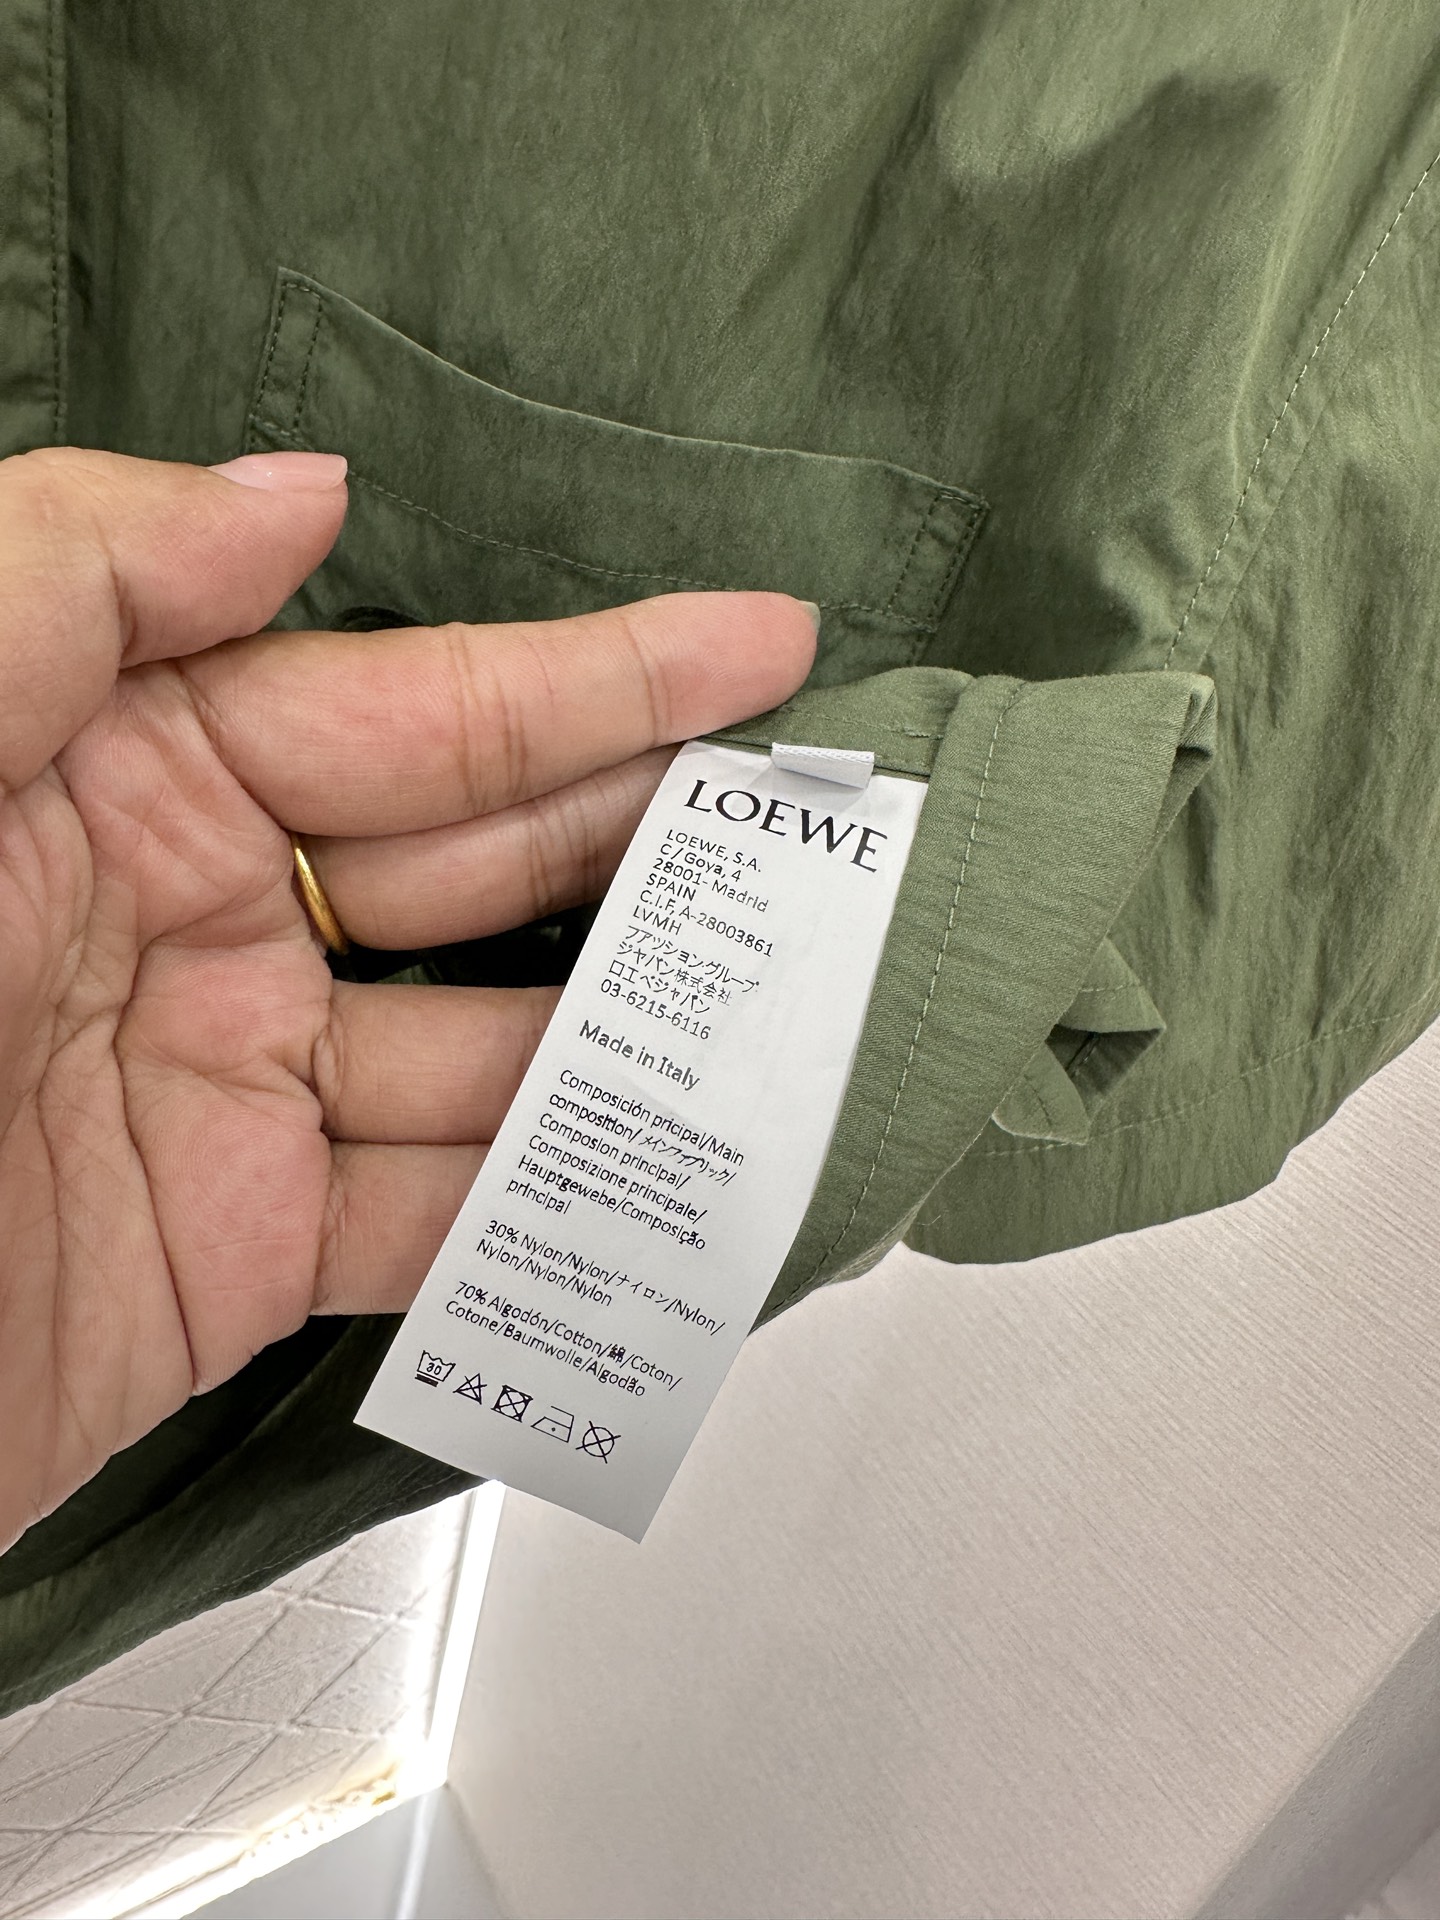 LOEWE
LOEWE, S.A.
C/Goya, 4
28001- Madrid
SPAIN
C.I.F, A-28003861
LVMH
ファッショングループ
ジャパン株式会社
ロエベジャパン
03-6215-6116
Made in Italy
Composición pricipal/Main
composition/メインファブリック/
Composion principal/
Composizione principale/
Hauptgewebe/Composição
principal
30% Nylon/Nylon/ナイロン/Nylon/
Nylon/Nylon/Nylon
70% Algodón/Cotton/綿/Coton/
Cotone/Baumwolle/Algodão
30